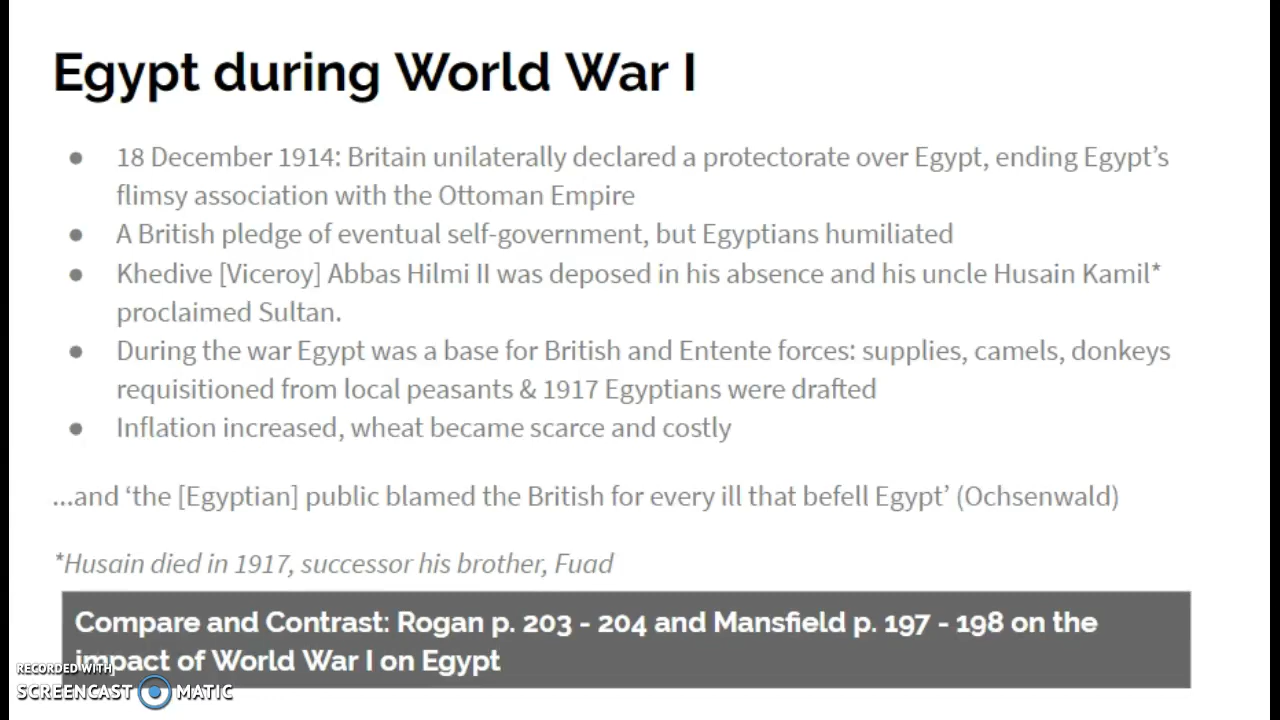 Egypt during World War I
● 18 December 1914: Britain unilaterally declared a protectorate over Egypt, ending Egypt's
flimsy association with the Ottoman Empire
● A British pledge of eventual self-government, but Egyptians humiliated
● Khedive [Viceroy] Abbas Hilmi II was deposed in his absence and his uncle Husain Kamil*
proclaimed Sultan.
● During the war Egypt was a base for British and Entente forces: supplies, camels, donkeys
requisitioned from local peasants & 1917 Egyptians were drafted
● Inflation increased, wheat became scarce and costly
...and ‘the [Egyptian] public blamed the British for every ill that befell Egypt’ (Ochsenwald)
*Husain died in 1917, successor his brother, Fuad
Compare and Contrast: Rogan p. 203 - 204 and Mansfield p. 197 - 198 on the
impact of World War I on Egypt
RECORDED WITH
SCREENCAST MATIC